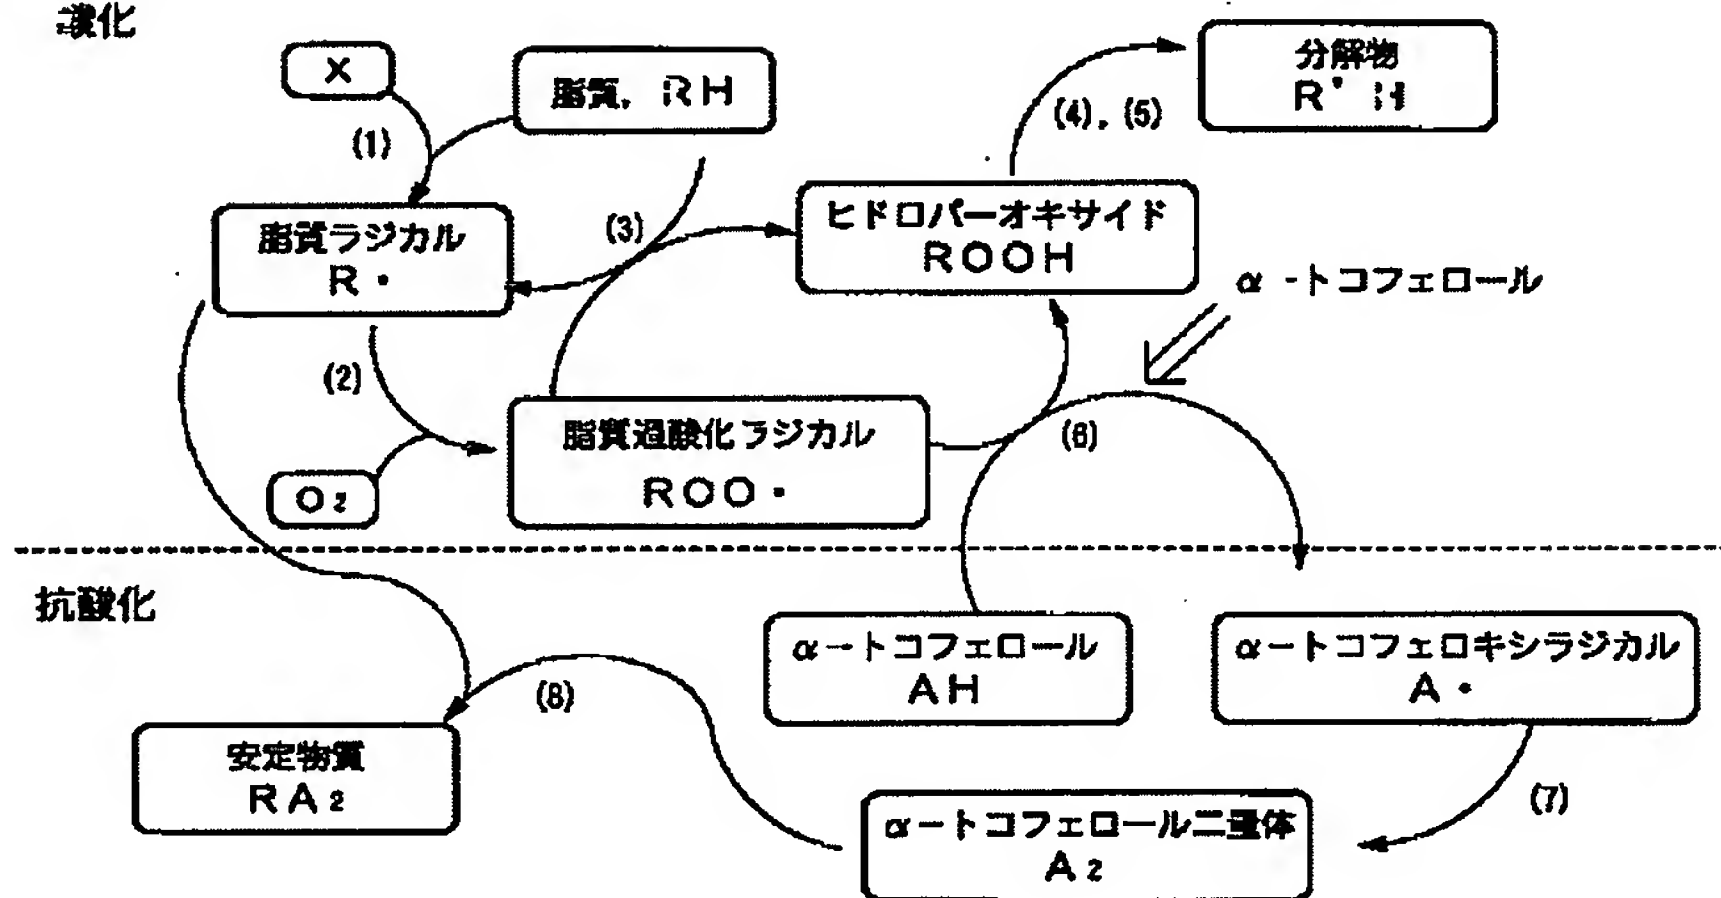 酸化
X
脂質, RH
分解物
R' H
(1)
(4), (5)
脂質ラジカル
R・
(3)
ヒドロパーオキサイド
ROOH
α-トコフェロール
(2)
脂質過酸化ラジカル
ROO・
(6)
O₂
抗酸化
α-トコフェロール
AH
α-トコフェロキシラジカル
A・
(8)
安定物質
RA₂
(7)
α-トコフェロール二量体
A₂